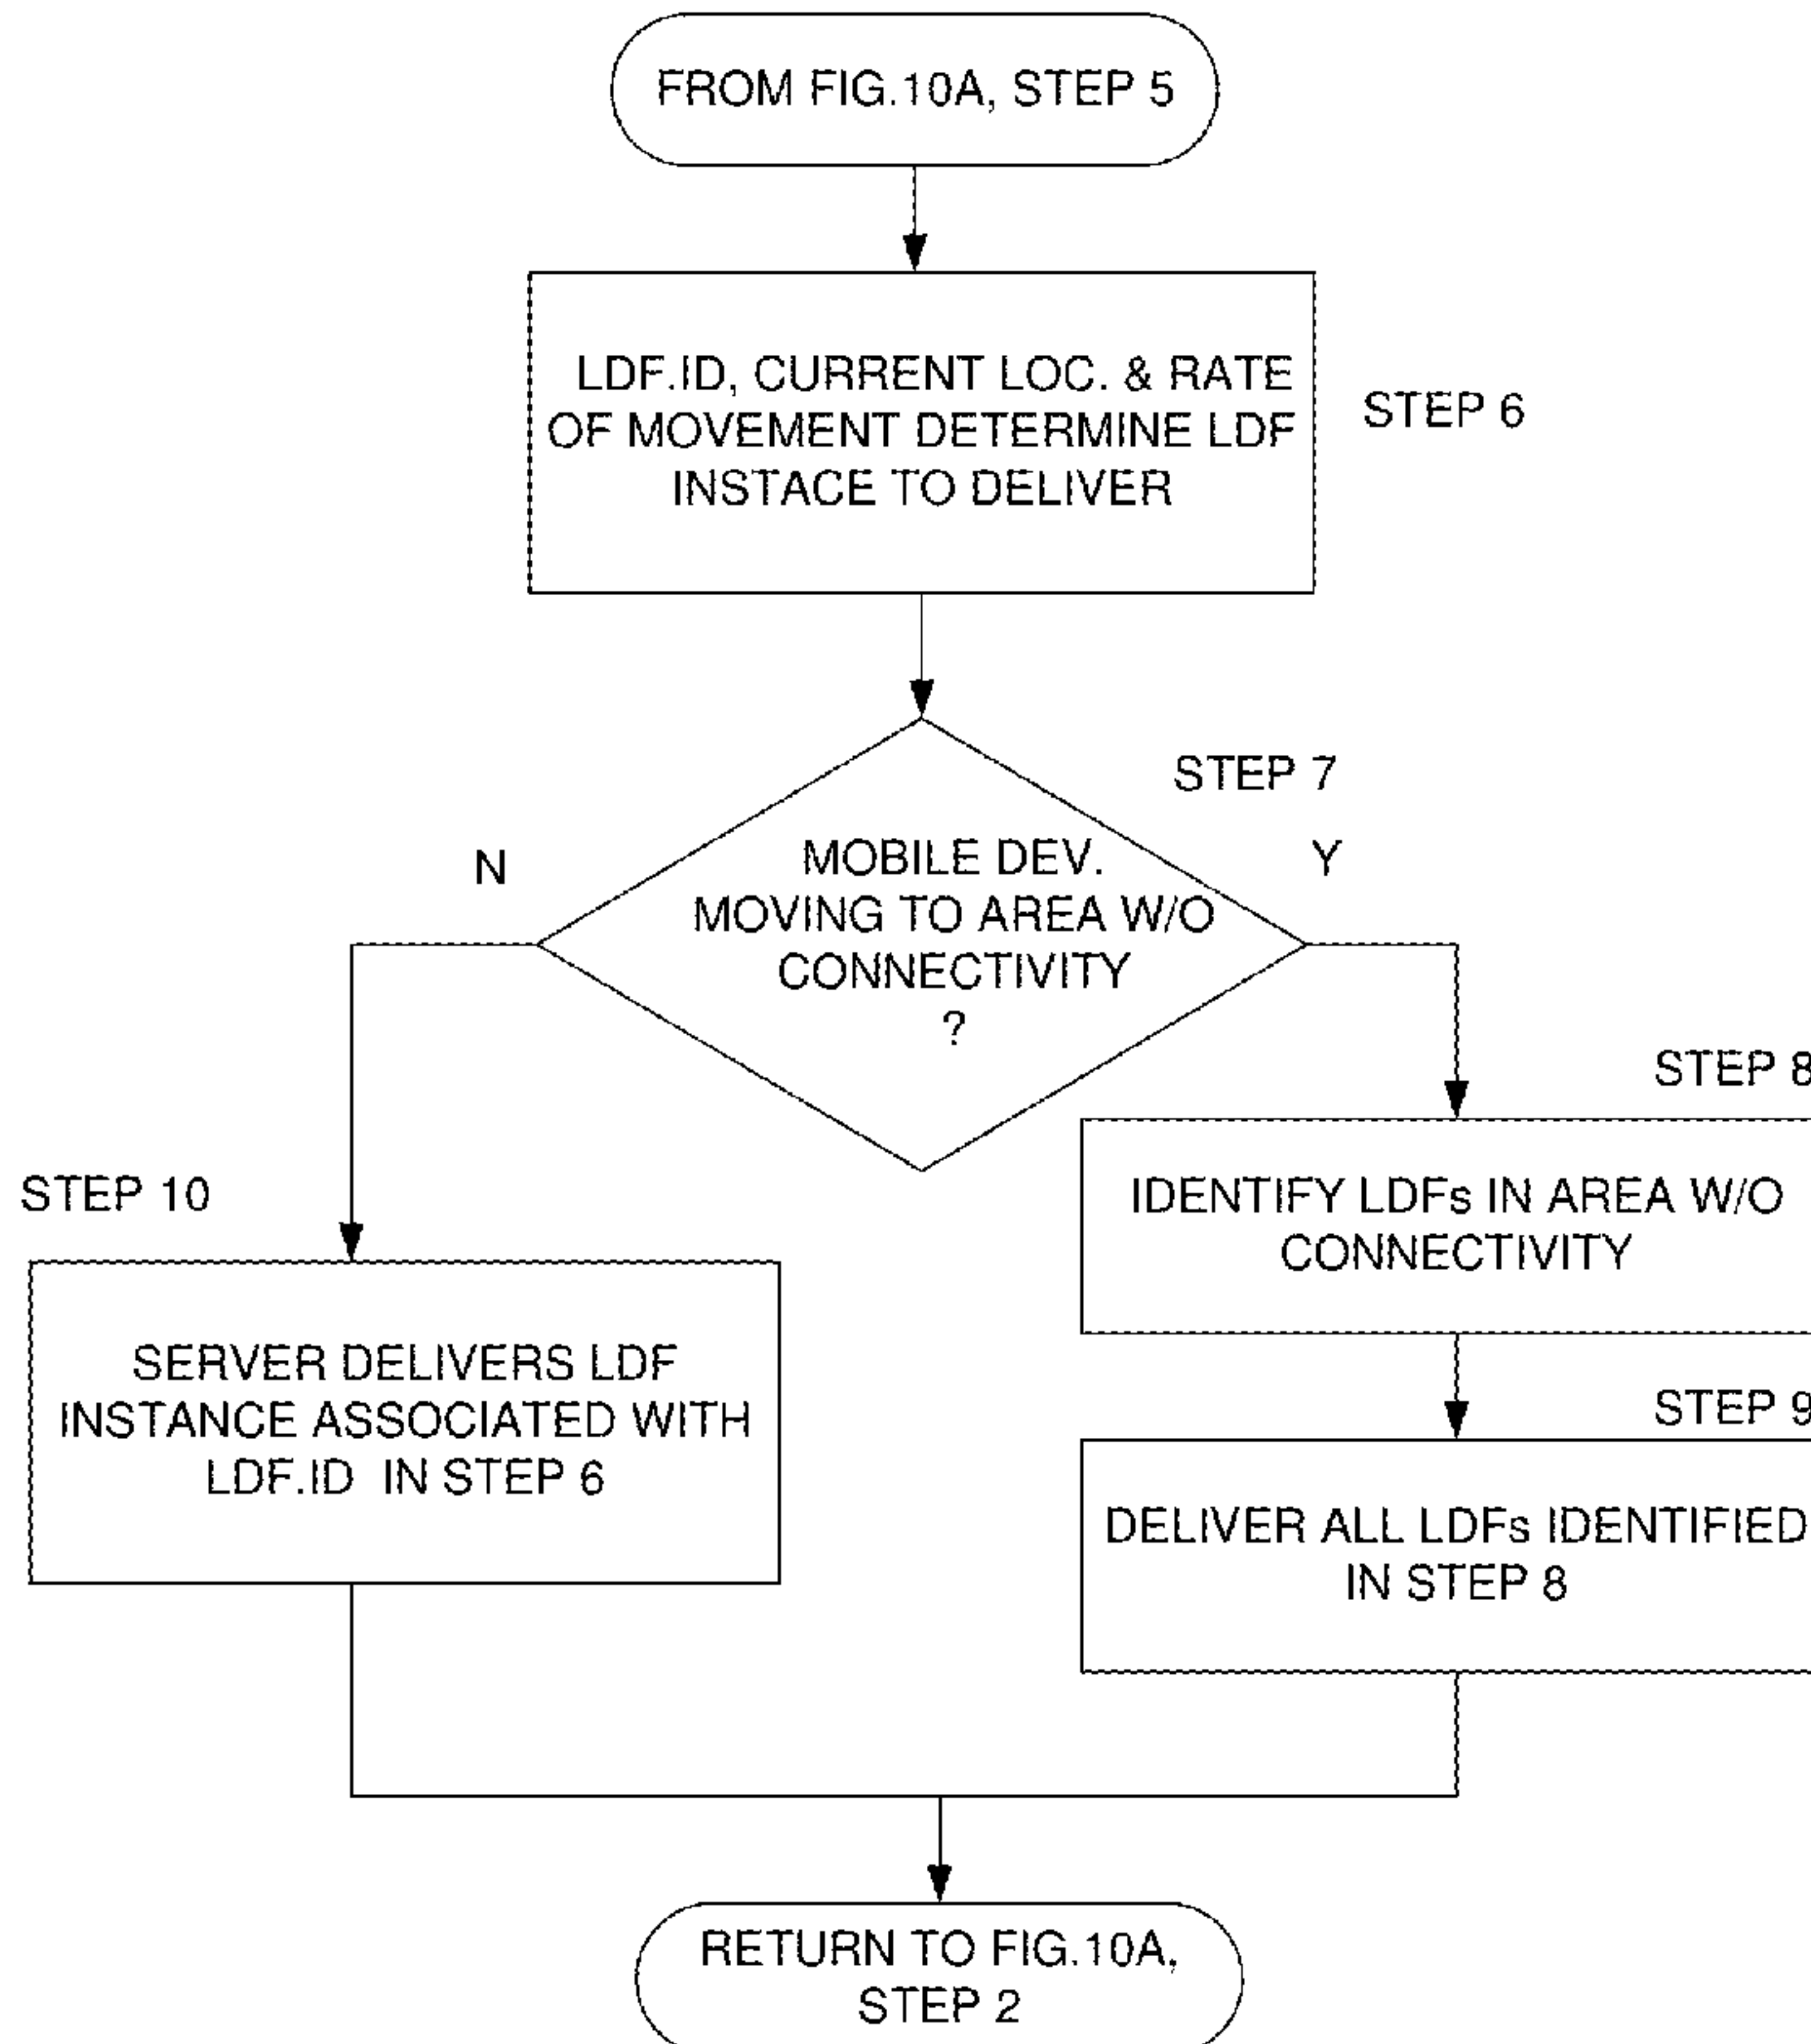 FROM FIG.10A, STEP 5
LDF.ID, CURRENT LOC. & RATE
OF MOVEMENT DETERMINE LDF
INSTACE TO DELIVER
STEP 6
STEP 7
MOBILE DEV.
MOVING TO AREA W/O
CONNECTIVITY
?
N
Y
STEP 8
IDENTIFY LDFs IN AREA W/O
CONNECTIVITY
STEP 10
SERVER DELIVERS LDF
INSTANCE ASSOCIATED WITH
LDF.ID IN STEP 6
STEP 9
DELIVER ALL LDFs IDENTIFIED
IN STEP 8
RETURN TO FIG.10A,
STEP 2